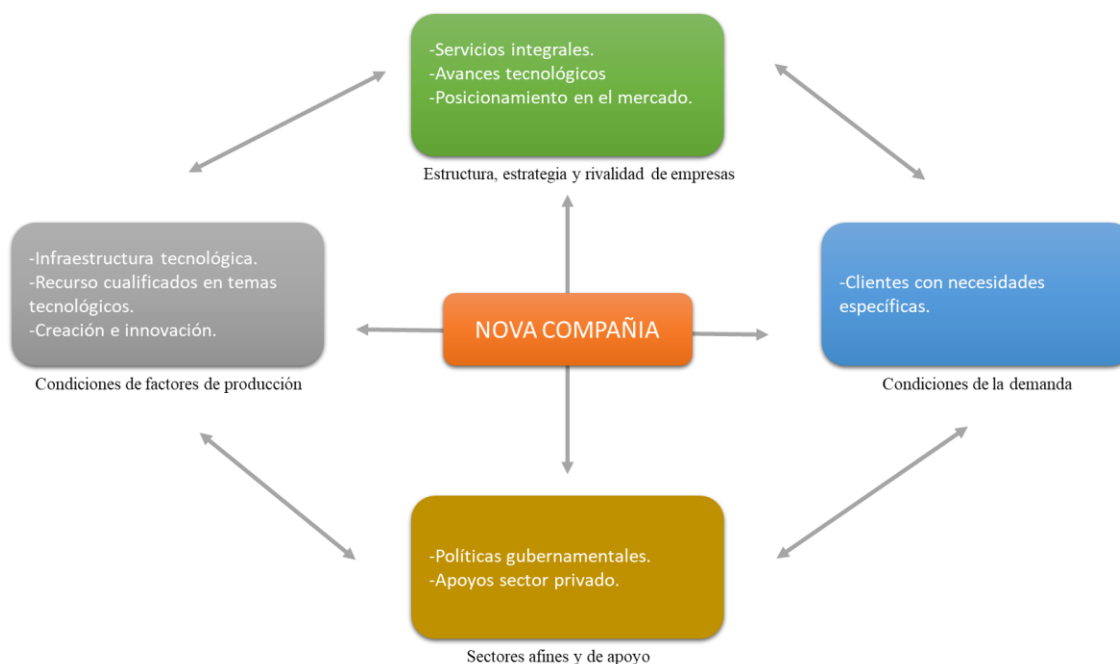 -Servicios integrales.
-Avances tecnológicos
-Posicionamiento en el mercado.
Estructura, estrategia y rivalidad de empresas
-Infraestructura tecnológica.
-Recurso cualificados en temas
tecnológicos.
-Creación e innovación.
Condiciones de factores de producción
NOVA COMPAÑIA
-Clientes con necesidades
específicas.
Condiciones de la demanda
-Políticas gubernamentales.
-Apoyos sector privado.
Sectores afines y de apoyo